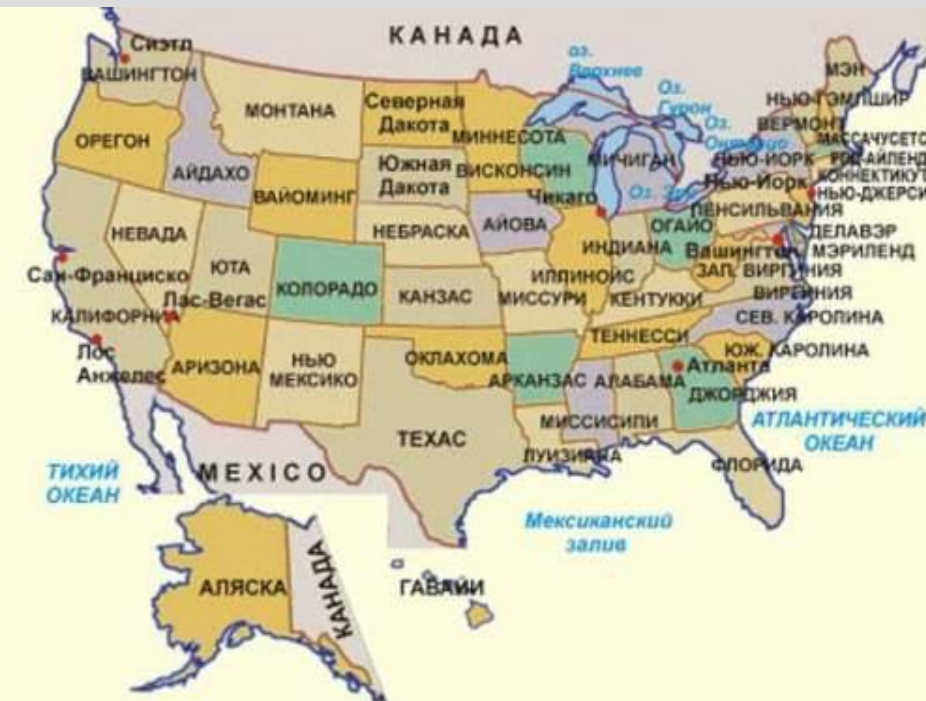 КАНАДА
Сиэтл
ВАШИНГТОН
МОНТАНА
Северная
Дакота
МИННЕСОТА
оз.
Верхнее
Оз.
Гурон
Оз.
Онтарио
МЭН
НЬЮ-ГЭМПШИР
ВЕРМОНТ
МАССАЧУСЕТС
ОРЕГОН
АЙДАХО
Южная
Дакота
ВИСКОНСИН
МИЧИГАН
НЬЮ-ЙОРК
РОД-АЙЛЕНД
КОННЕКТИКУТ
Нью-Йорк
НЬЮ-ДЖЕРСИ
ВАЙОМИНГ
Чикаго
Оз. Эри
ПЕНСИЛЬВАНИЯ
НЕВАДА
НЕБРАСКА
АЙОВА
ОГАЙО
ИНДИАНА
Вашингтон
ДЕЛАВЭР
МЭРИЛЕНД
Сан-Франциско
ЮТА
КОЛОРАДО
КАНЗАС
ИЛЛИНОЙС
МИССУРИ
КЕНТУККИ
ЗАП. ВИРГИНИЯ
ВИРГИНИЯ
Лас-Вегас
КАЛИФОРНИЯ
СЕВ. КАРОЛИНА
Лос
Анжелес
АРИЗОНА
НЬЮ
МЕКСИКО
ОКЛАХОМА
АРКАНЗАС
ТЕННЕССИ
ЮЖ. КАРОЛИНА
АЛАБАМА
Атланта
ДЖОРДЖИЯ
ТЕХАС
МИССИСИПИ
ЛУИЗИАНА
АТЛАНТИЧЕСКИЙ
ОКЕАН
ФЛОРИДА
ТИХИЙ
ОКЕАН
MEXICO
Мексиканский
залив
АЛЯСКА
КАНАДА
ГАВАЙИ